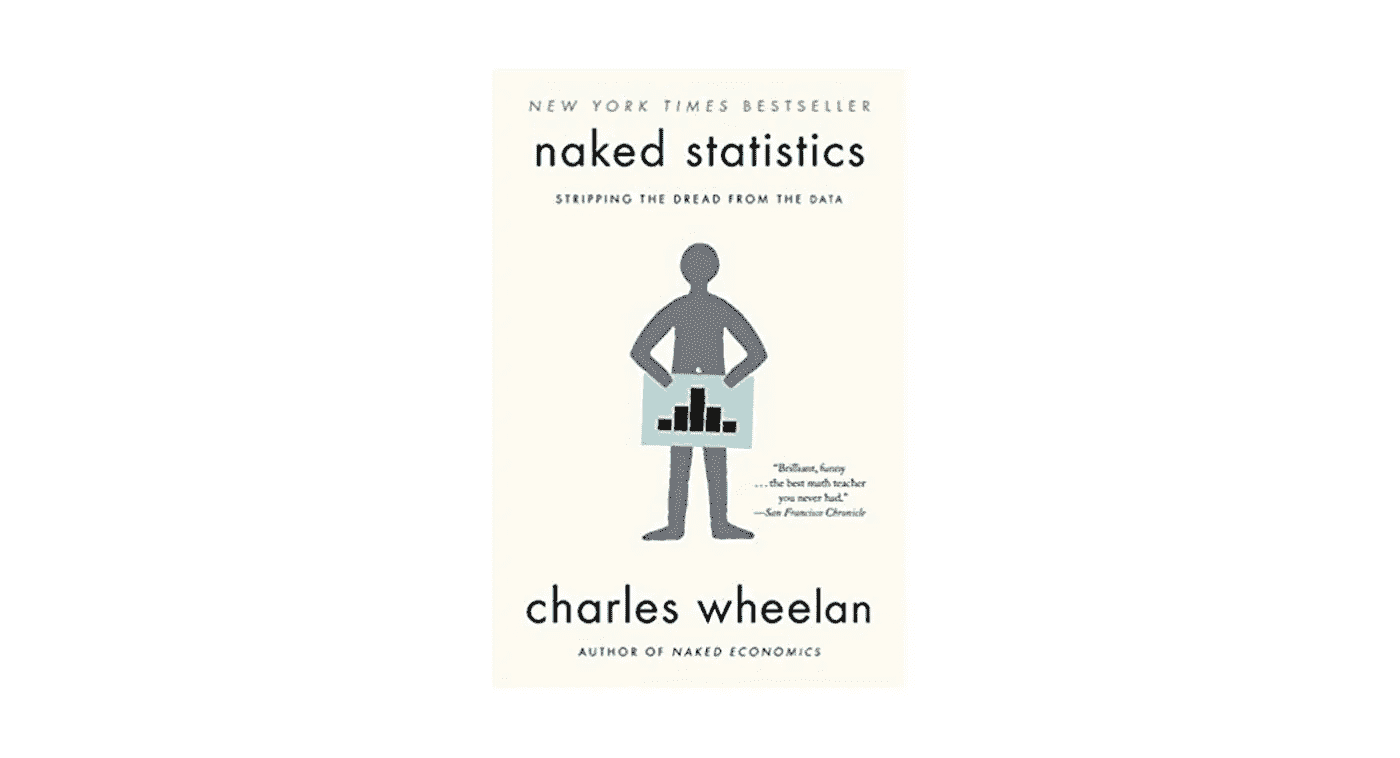 NEW YORK TIMES BESTSELLER
naked statistics
STRIPPING THE DREAD FROM THE DATA
"Brilliant, funny
...the best math teacher
you never had."
—San Francisco Chronicle
charles wheelan
AUTHOR OF NAKED ECONOMICS